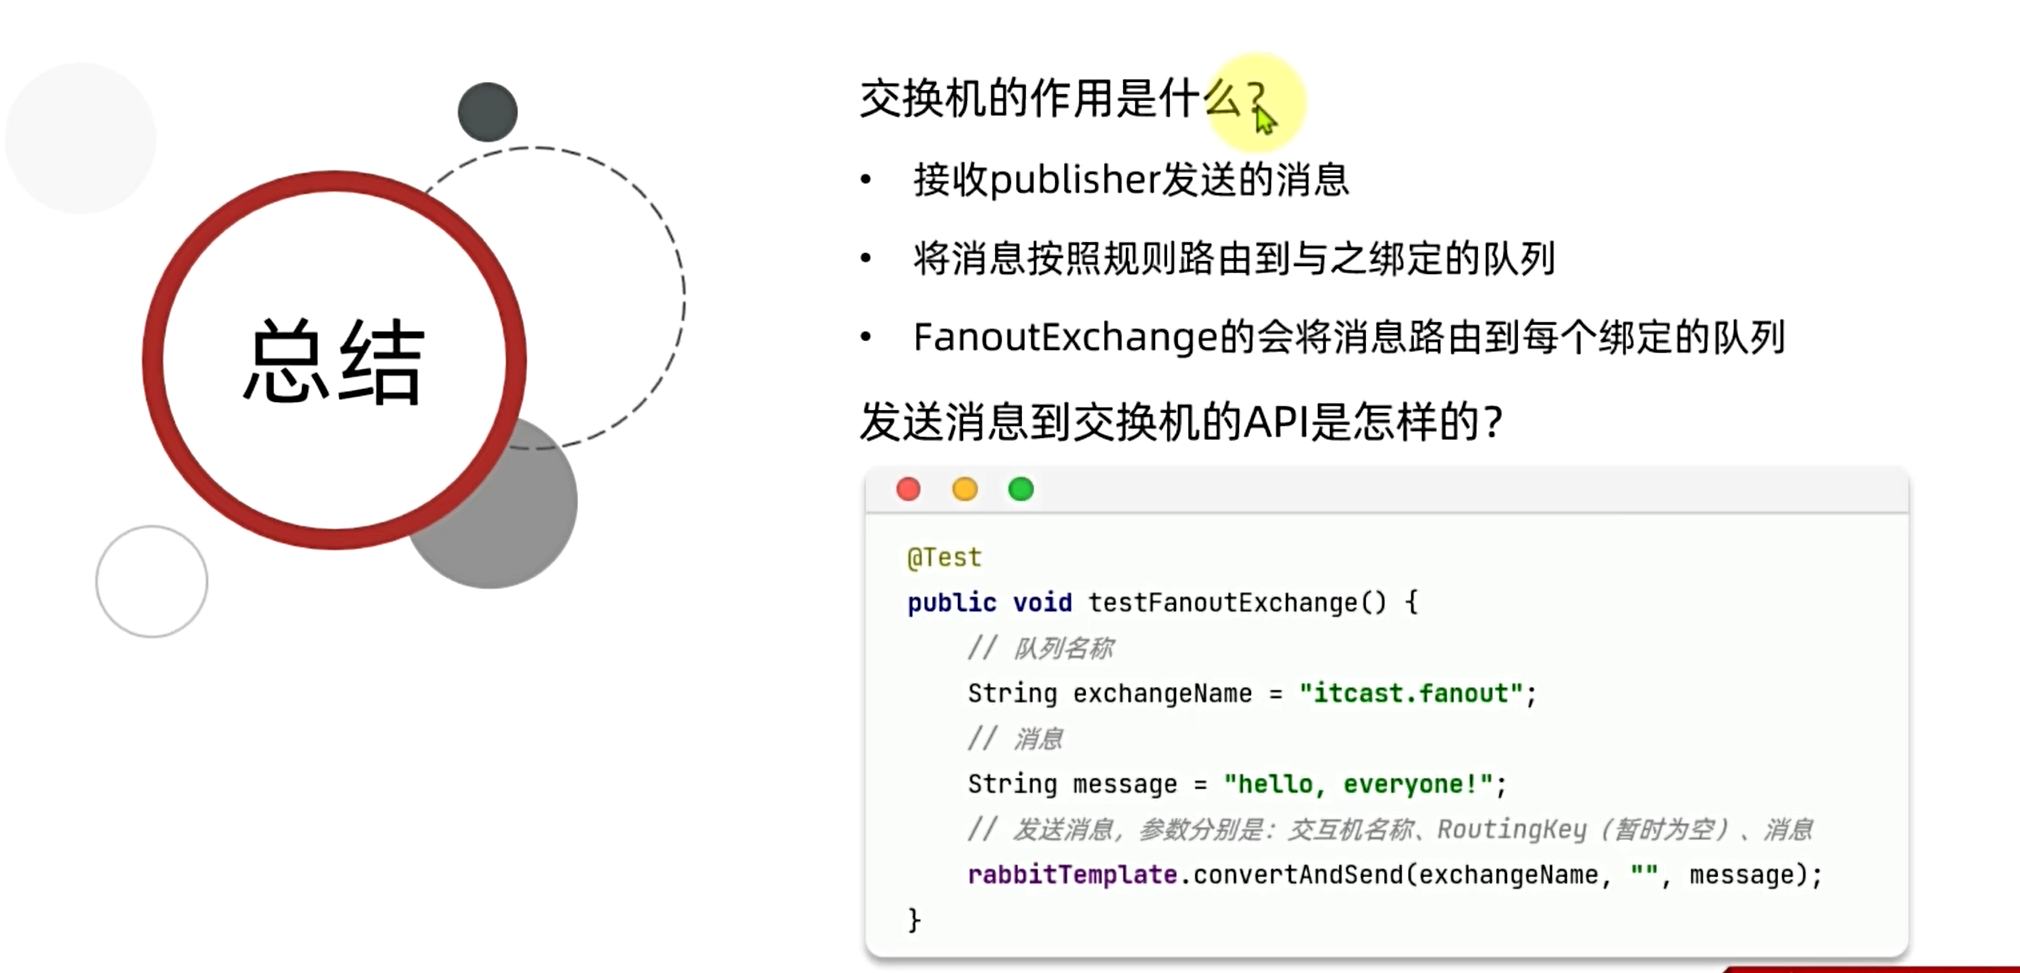 总结
交换机的作用是什么？
• 接收publisher发送的消息
• 将消息按照规则路由到与之绑定的队列
• FanoutExchange的会将消息路由到每个绑定的队列
发送消息到交换机的API是怎样的？
@Test
public void testFanoutExchange() {
    // 队列名称
    String exchangeName = "itcast.fanout";
    // 消息
    String message = "hello, everyone!";
    // 发送消息，参数分别是：交互机名称、RoutingKey（暂时为空）、消息
    rabbitTemplate.convertAndSend(exchangeName, "", message);
}